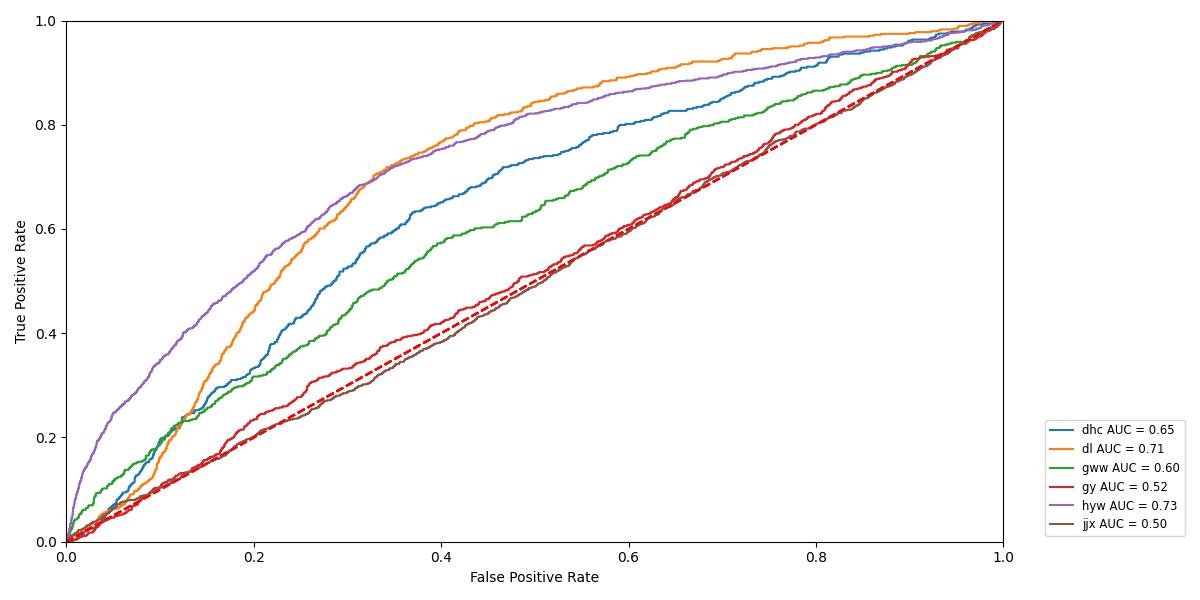 True Positive Rate
1.0
0.8
0.6
0.4
0.2
0.0
0.0 0.2 0.4 0.6 0.8 1.0
False Positive Rate
dhc AUC = 0.65
dl AUC = 0.71
gww AUC = 0.60
gy AUC = 0.52
hyw AUC = 0.73
jjx AUC = 0.50